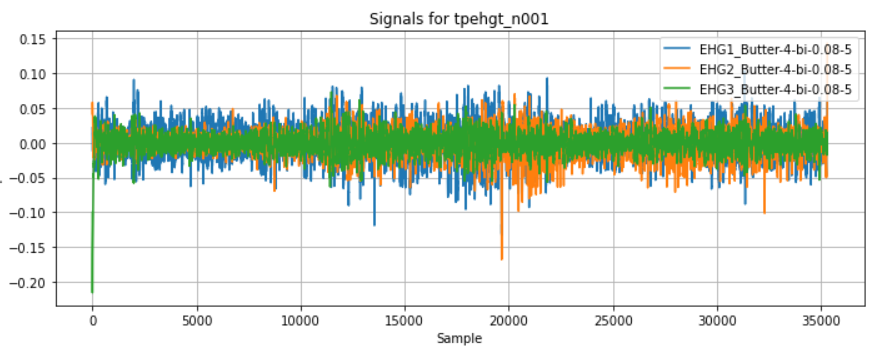 Signals for tpehgt_n001
0.15
0.10
0.05
0.00
−0.05
−0.10
−0.15
−0.20
EHG1_Butter-4-bi-0.08-5
EHG2_Butter-4-bi-0.08-5
EHG3_Butter-4-bi-0.08-5
0 5000 10000 15000 20000 25000 30000 35000
Sample